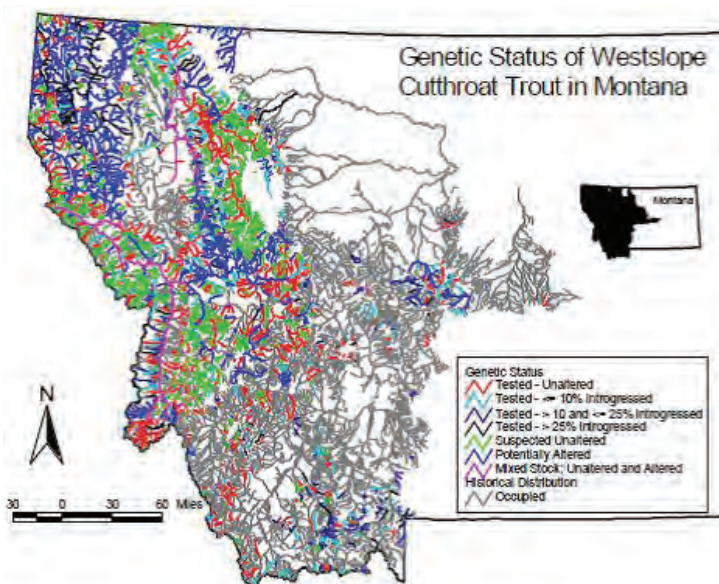 Genetic Status of Westslope
Cutthroat Trout in Montana
Montana
N
30 0 30 60 Miles
Genetic Status
Tested - Unaltered
Tested - <= 10% Introgressed
Tested - > 10 and <= 25% Introgressed
Tested - > 25% Introgressed
Suspected Unaltered
Potentially Altered
Mixed Stock; Unaltered and Altered
Historical Distribution
Occupied